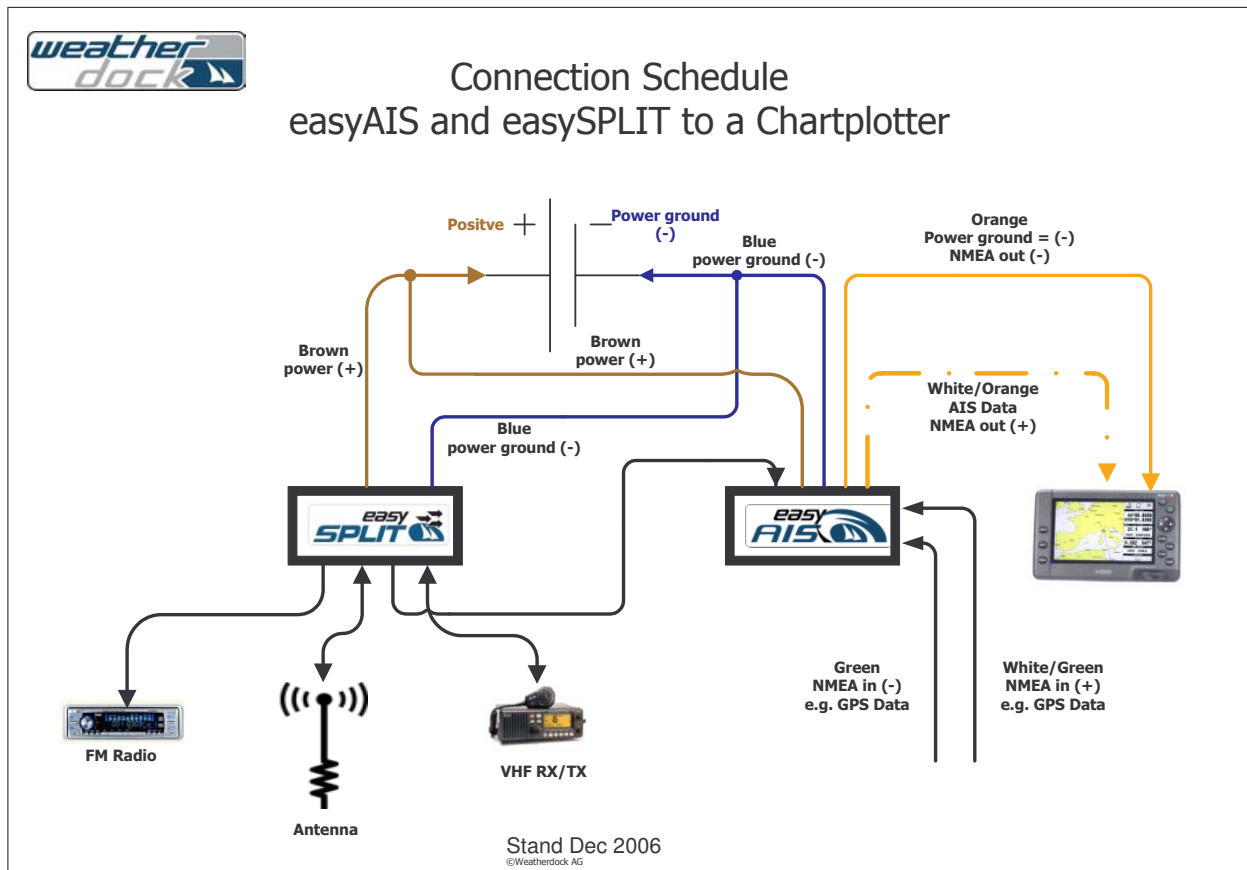 weather
dock
Connection Schedule
easyAIS and easySPLIT to a Chartplotter
Positve +
— Power ground
(-)
Blue
power ground (-)
Orange
Power ground = (-)
NMEA out (-)
Brown
power (+)
Brown
power (+)
White/Orange
AIS Data
NMEA out (+)
Blue
power ground (-)
easy
SPLIT
easy
AIS
VDO
Green
NMEA in (-)
e.g. GPS Data
White/Green
NMEA in (+)
e.g. GPS Data
FM Radio
VHF RX/TX
Antenna
Stand Dec 2006
©Weatherdock AG